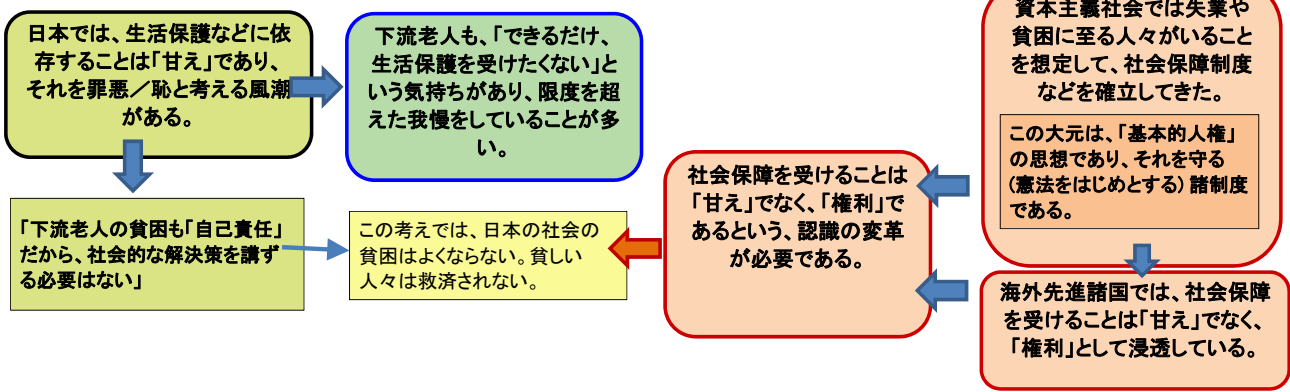 日本では、生活保護などに依
存することは「甘え」であり、
それを罪悪／恥と考える風潮
がある。
下流老人も、「できるだけ、
生活保護を受けたくない」と
いう気持ちがあり、限度を超
えた我慢をしていることが多
い。
「下流老人の貧困も「自己責任」
だから、社会的な解決策を講ず
る必要はない」
この考えでは、日本の社会の
貧困はよくならない。貧しい
人々は救済されない。
社会保障を受けることは
「甘え」でなく、「権利」で
あるという、認識の変革
が必要である。
資本主義社会では失業や
貧困に至る人々がいること
を想定して、社会保障制度
などを確立してきた。
この大元は、「基本的人権」
の思想であり、それを守る
(憲法をはじめとする) 諸制度
である。
海外先進諸国では、社会保障
を受けることは「甘え」でなく、
「権利」として浸透している。